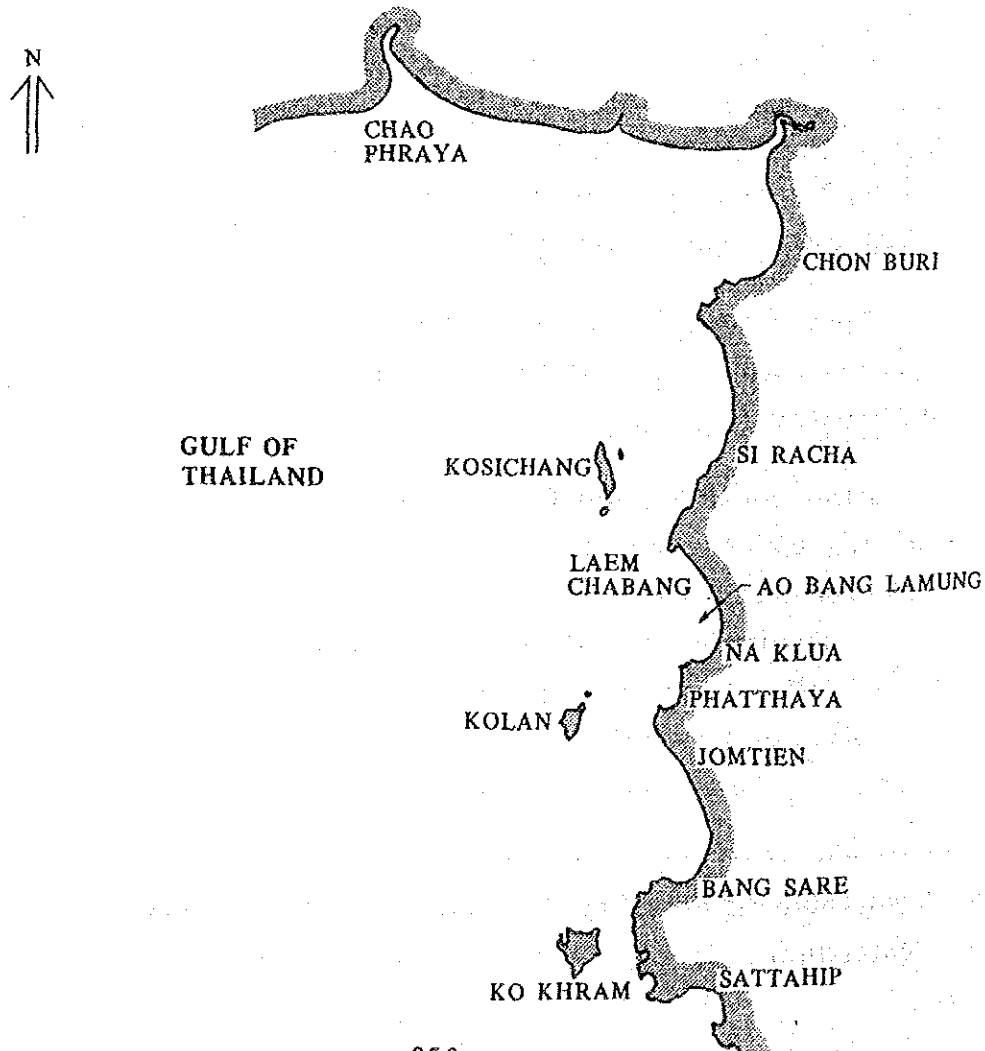 N
CHAO
PHRAYA
CHON BURI
GULF OF
THAILAND
KOSICHANG
SI RACHA
LAEM
CHABANG
AO BANG LAMUNG
NA KLUA
PHATTHAYA
KOLAN
JOMTIEN
BANG SARE
KO KHRAM
SATTAHIP